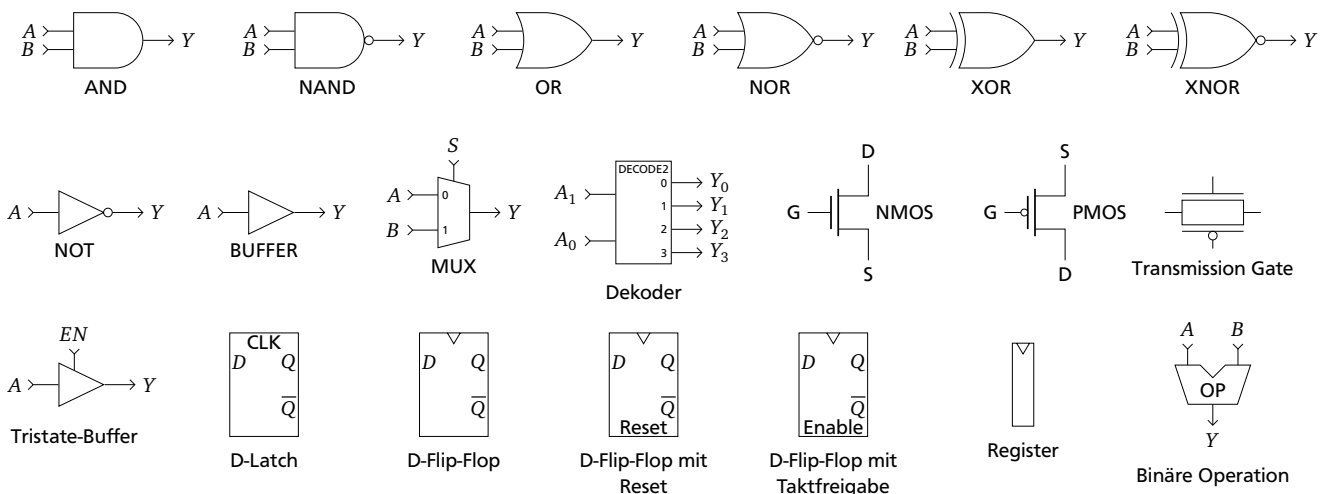 A B Y A B Y A B Y A B Y A B Y A B Y
AND NAND OR NOR XOR XNOR
A Y NOT
A Y BUFFER
S A B 0 1 Y MUX
DECODE2 A₁ A₀ 0 1 2 3 Y₀ Y₁ Y₂ Y₃ Dekoder
D G NMOS S
S G PMOS D
Transmission Gate
EN A Y Tristate-Buffer
CLK D Q Q̅ D-Latch
D Q Q̅ D-Flip-Flop
D Q Q̅ Reset
D-Flip-Flop mit
Reset
D Q Q̅ Enable
D-Flip-Flop mit
Taktfreigabe
Register
A B OP Y
Binäre Operation